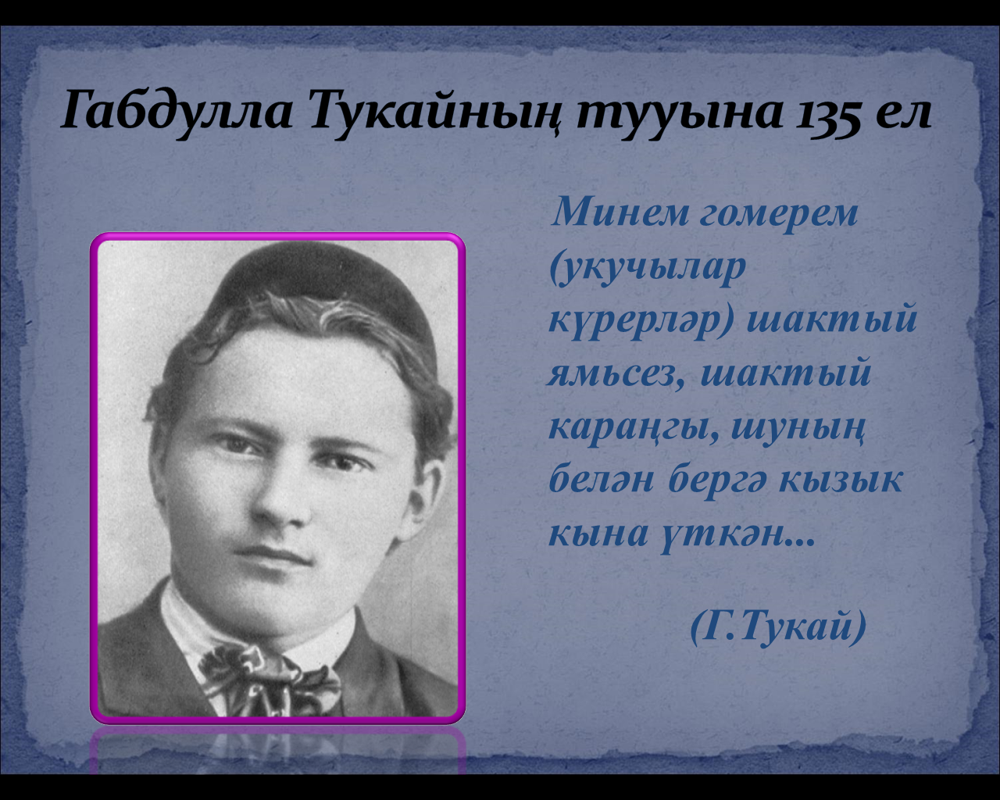 Габдулла Тукайның тууына 135 ел
Минем гомерем
(укучылар
күрерләр) шактый
ямьсез, шактый
караңгы, шуның
белән бергә кызык
кына үткән...
(Г.Тукай)